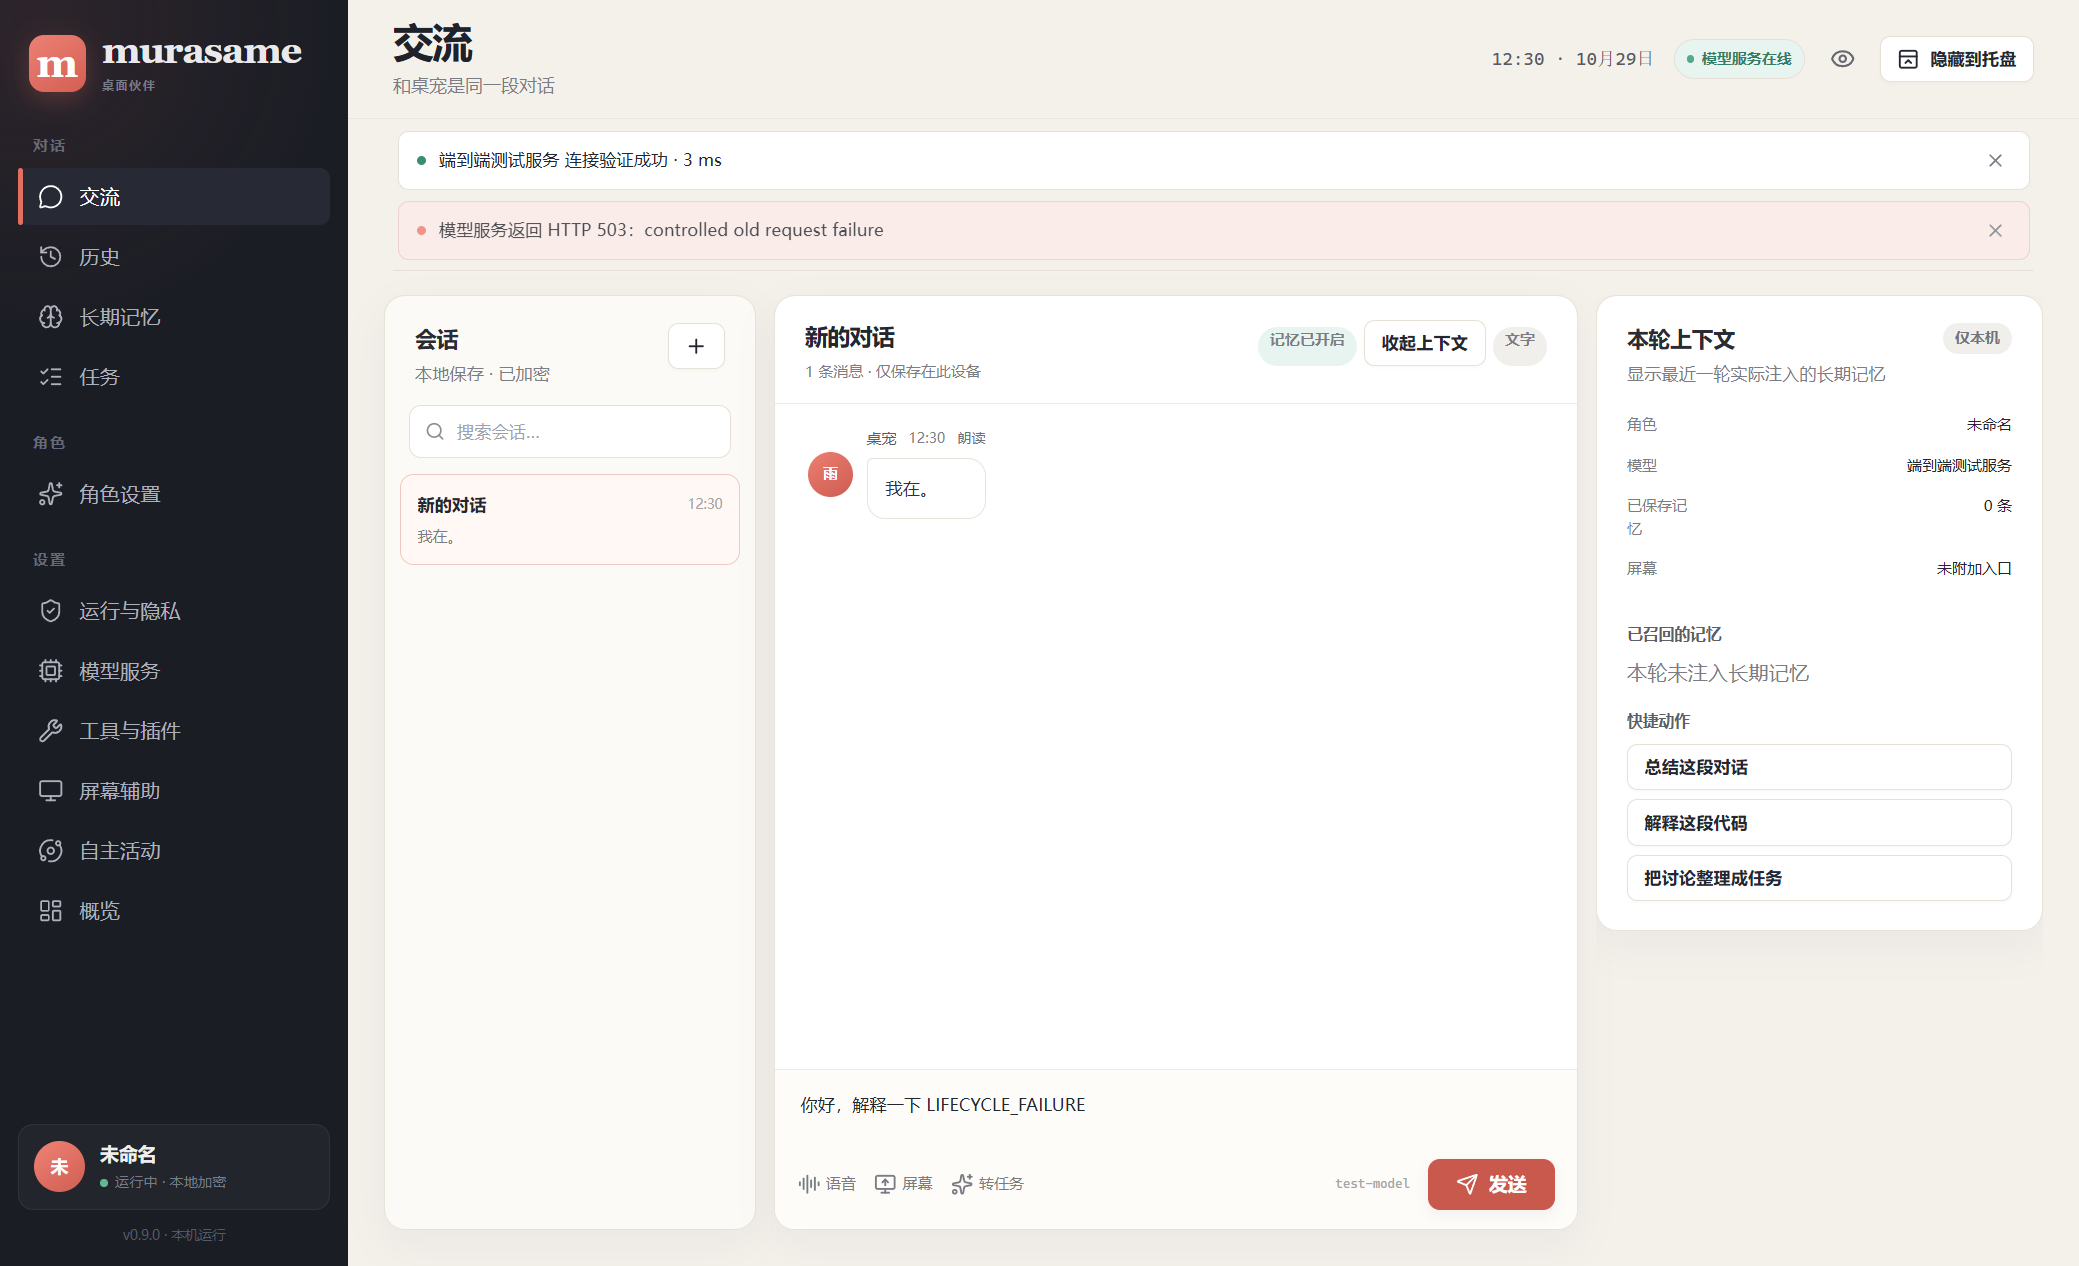 m
murasame
桌面伙伴
对话
交流
历史
长期记忆
任务
角色
角色设置
设置
运行与隐私
模型服务
工具与插件
屏幕辅助
自主活动
概览
未
未命名
运行中 · 本地加密
v0.9.0 · 本机运行
交流
和桌宠是同一段对话
12:30 · 10月29日
模型服务在线
隐藏到托盘
端到端测试服务 连接验证成功 · 3 ms
模型服务返回 HTTP 503：controlled old request failure
会话
本地保存 · 已加密
搜索会话...
新的对话 12:30
我在。
新的对话
1 条消息 · 仅保存在此设备
记忆已开启
收起上下文
文字
桌宠 12:30 朗读
雨
我在。
你好，解释一下 LIFECYCLE_FAILURE
语音
屏幕
转任务
test-model
发送
本轮上下文
仅本机
显示最近一轮实际注入的长期记忆
角色 未命名
模型 端到端测试服务
已保存记忆 0 条
屏幕 未附加入口
已召回的记忆
本轮未注入长期记忆
快捷动作
总结这段对话
解释这段代码
把讨论整理成任务